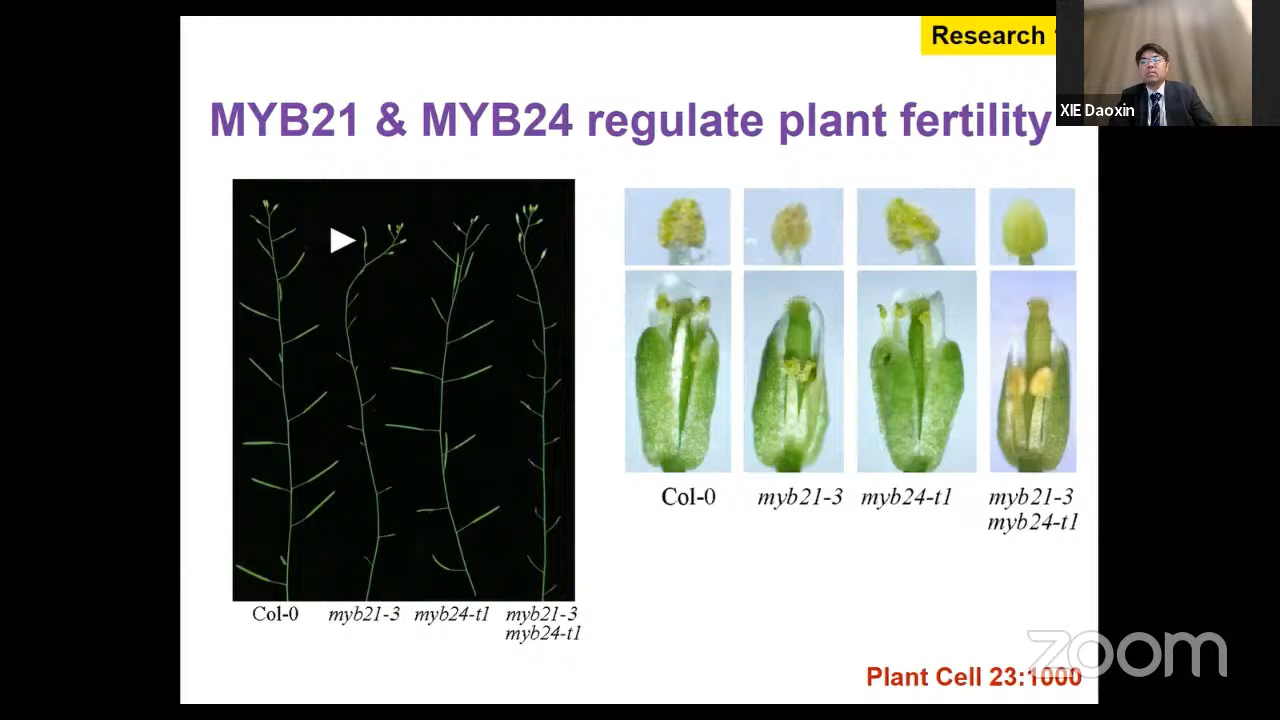 Research
XIE Daoxin
MYB21 & MYB24 regulate plant fertility
Col-0
myb21-3
myb24-t1
myb21-3
myb24-t1
Col-0
myb21-3
myb24-t1
myb21-3
myb24-t1
zoom
Plant Cell 23:1000